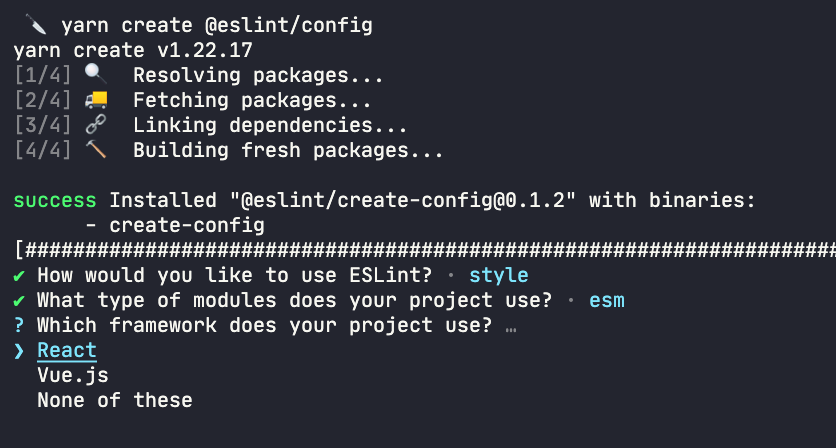 yarn create @eslint/config
yarn create v1.22.17
[1/4] 🔍 Resolving packages...
[2/4] 🚚 Fetching packages...
[3/4] 🔗 Linking dependencies...
[4/4] 🔨 Building fresh packages...
success Installed "@eslint/create-config@0.1.2" with binaries:
- create-config
[######################################################################
✔ How would you like to use ESLint? · style
✔ What type of modules does your project use? · esm
? Which framework does your project use? …
❯ React
Vue.js
None of these